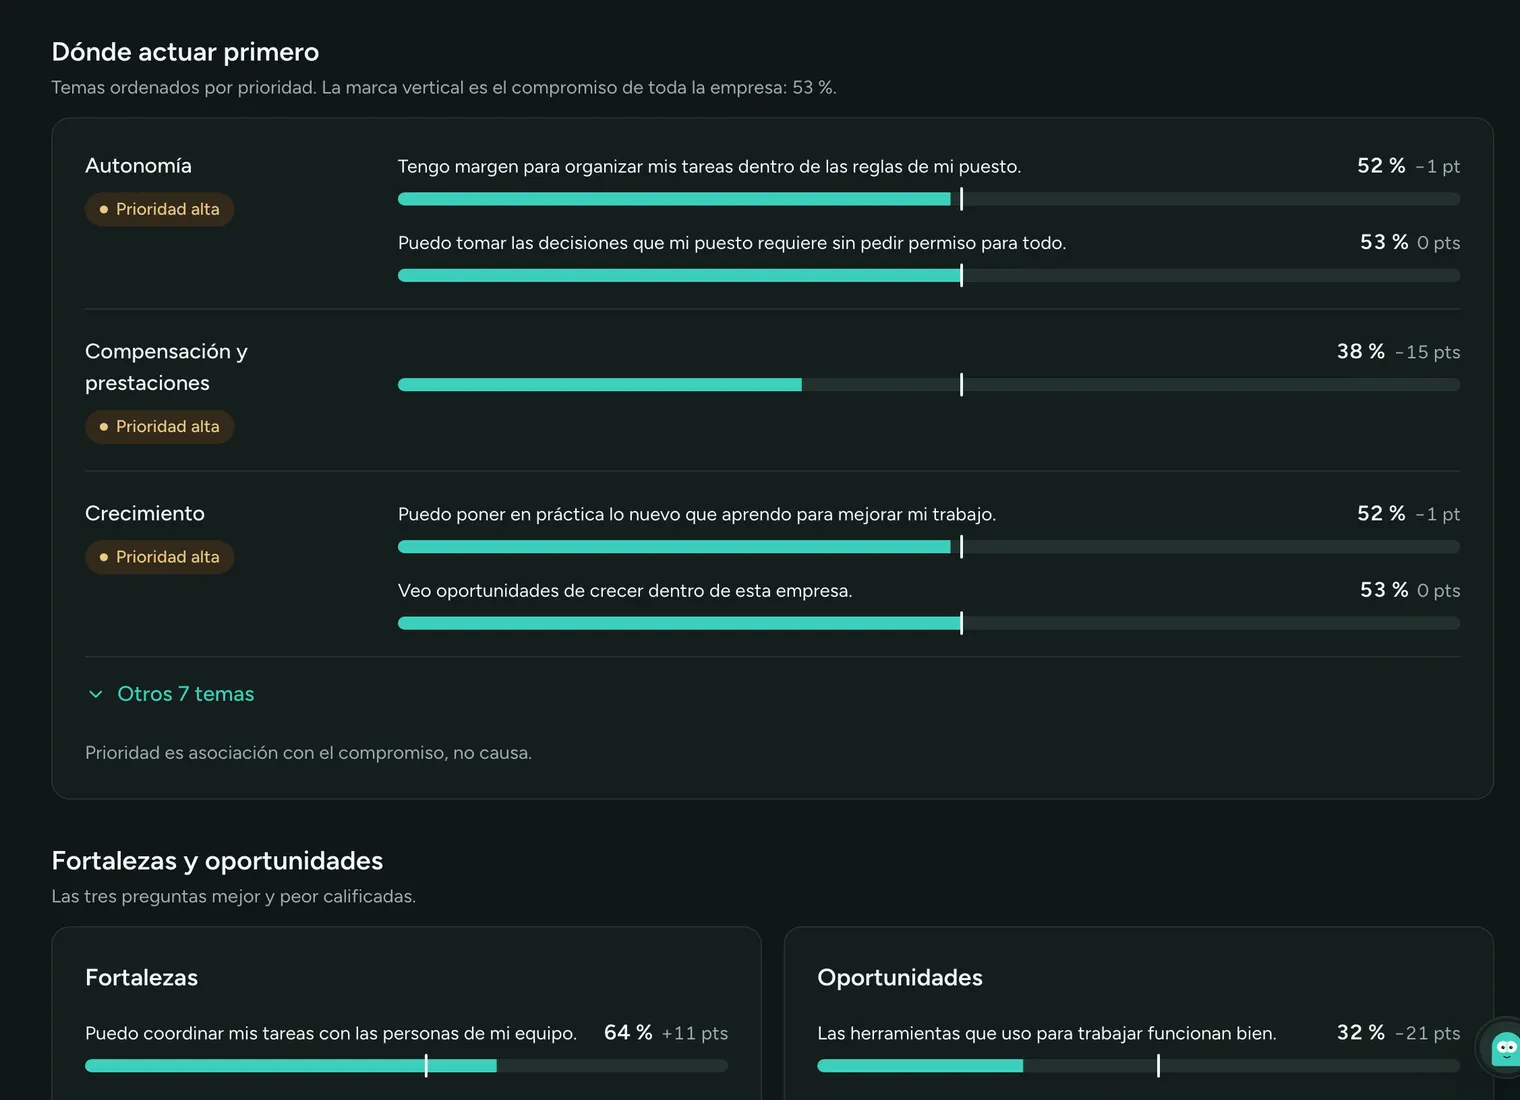 Dónde actuar primero
Temas ordenados por prioridad. La marca vertical es el compromiso de toda la empresa: 53 %.
Autonomía
Prioridad alta
Tengo margen para organizar mis tareas dentro de las reglas de mi puesto.
52 % −1 pt
Puedo tomar las decisiones que mi puesto requiere sin pedir permiso para todo.
53 % 0 pts
Compensación y
prestaciones
Prioridad alta
38 % −15 pts
Crecimiento
Prioridad alta
Puedo poner en práctica lo nuevo que aprendo para mejorar mi trabajo.
52 % −1 pt
Veo oportunidades de crecer dentro de esta empresa.
53 % 0 pts
Otros 7 temas
Prioridad es asociación con el compromiso, no causa.
Fortalezas y oportunidades
Las tres preguntas mejor y peor calificadas.
Fortalezas
Puedo coordinar mis tareas con las personas de mi equipo.
64 % +11 pts
Oportunidades
Las herramientas que uso para trabajar funcionan bien.
32 % −21 pts